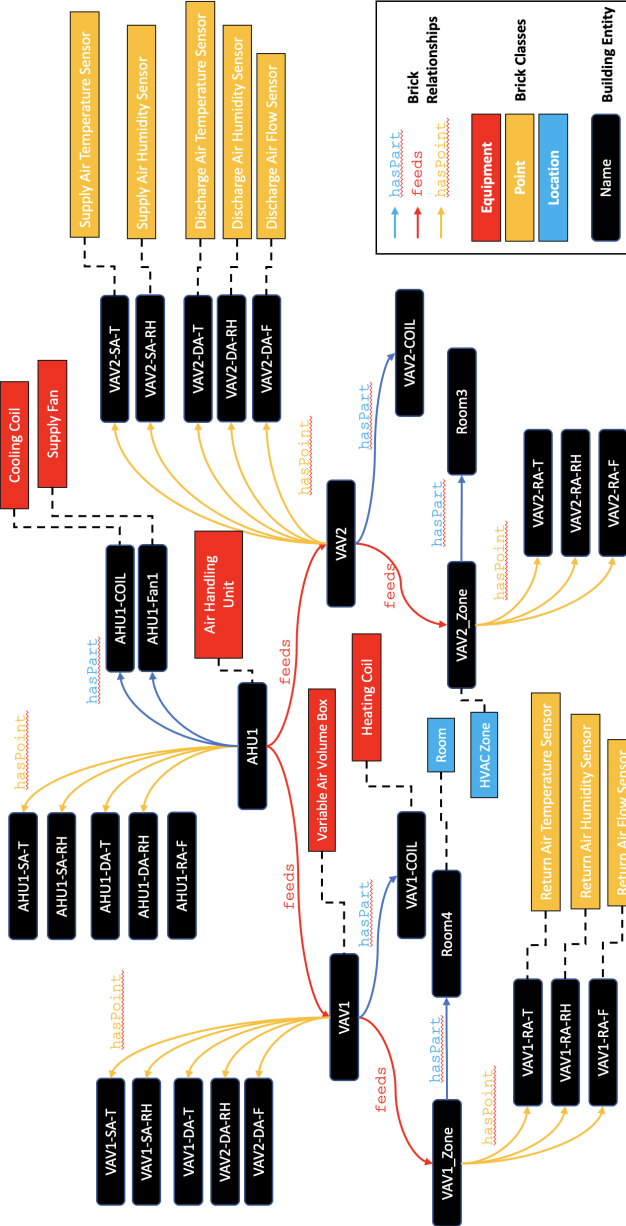 hasPoint
VAV1-SA-T
VAV1-SA-RH
VAV1-DA-T
VAV2-DA-RH
VAV2-DA-F
hasPoint
AHU1-SA-T
AHU1-SA-RH
AHU1-DA-T
AHU1-DA-RH
AHU1-RA-F
hasPart
AHU1-COIL
AHU1-Fan1
Cooling Coil
Supply Fan
Air Handling
Unit
AHU1
feeds
feeds
VAV2-SA-T
VAV2-SA-RH
VAV2-DA-T
VAV2-DA-RH
VAV2-DA-F
hasPoint
Supply Air Temperature Sensor
Supply Air Humidity Sensor
Discharge Air Temperature Sensor
Discharge Air Humidity Sensor
Discharge Air Flow Sensor
Variable Air Volume Box
VAV1
VAV2
hasPart
Heating Coil
VAV1-COIL
hasPart
VAV2-COIL
feeds
feeds
VAV1_Zone
hasPart
Room4
Room
HVAC Zone
VAV2_Zone
hasPart
Room3
hasPoint
VAV1-RA-T
VAV1-RA-RH
VAV1-RA-F
Return Air Temperature Sensor
Return Air Humidity Sensor
Return Air Flow Sensor
hasPoint
VAV2-RA-T
VAV2-RA-RH
VAV2-RA-F
hasPart
feeds
hasPoint
Brick
Relationships
Equipment
Point
Location
Brick Classes
Name
Building Entity